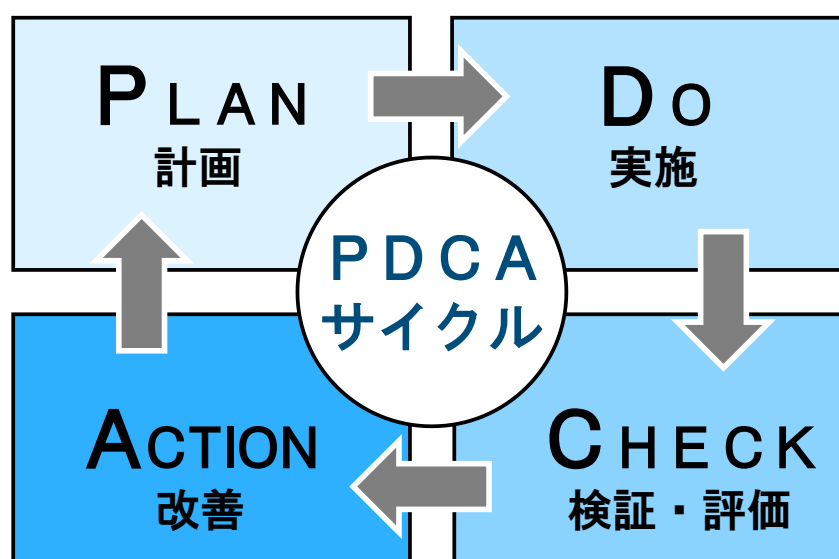 PLAN
計画
DO
実施
PDCA
サイクル
ACTION
改善
CHECK
検証・評価